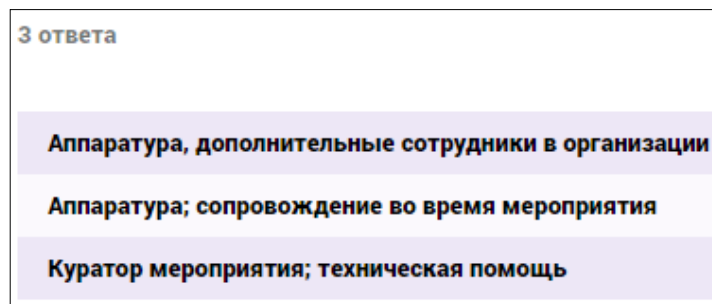 3 ответа
Аппаратура, дополнительные сотрудники в организации
Аппаратура; сопровождение во время мероприятия
Куратор мероприятия; техническая помощь